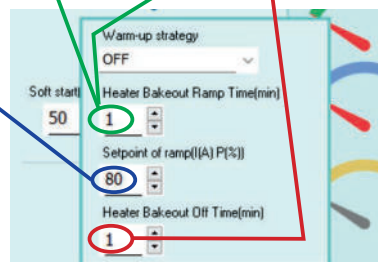 Warm-up strategy
OFF
Soft start(
Heater Bakeout Ramp Time(min)
50
1
Setpoint of ramp(I(A) P(%))
80
Heater Bakeout Off Time(min)
1